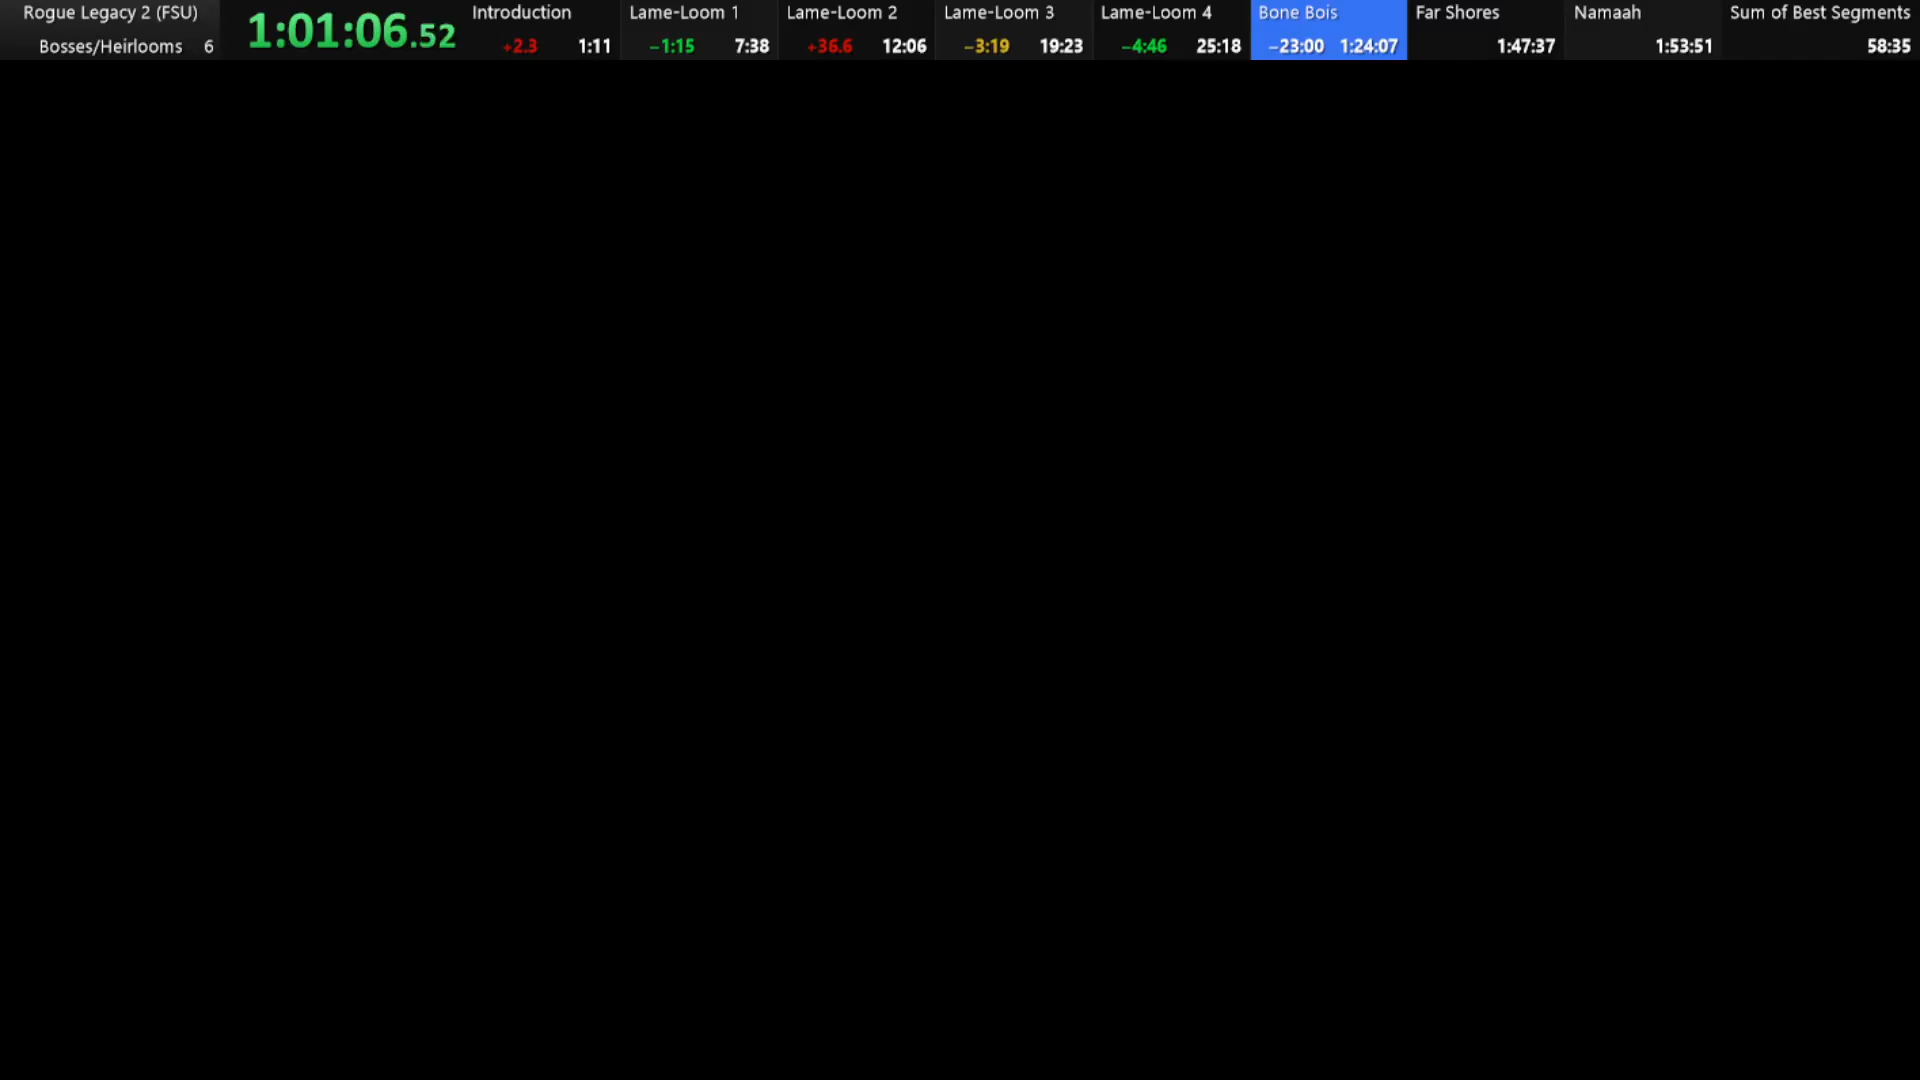 Rogue Legacy 2 (FSU)
Bosses/Heirlooms 6
1:01:06.52
Introduction
+2.3 1:11
Lame-Loom 1
−1:15 7:38
Lame-Loom 2
+36.6 12:06
Lame-Loom 3
−3:19 19:23
Lame-Loom 4
−4:46 25:18
Bone Bois
−23:00 1:24:07
Far Shores
1:47:37
Namaah
1:53:51
Sum of Best Segments
58:35